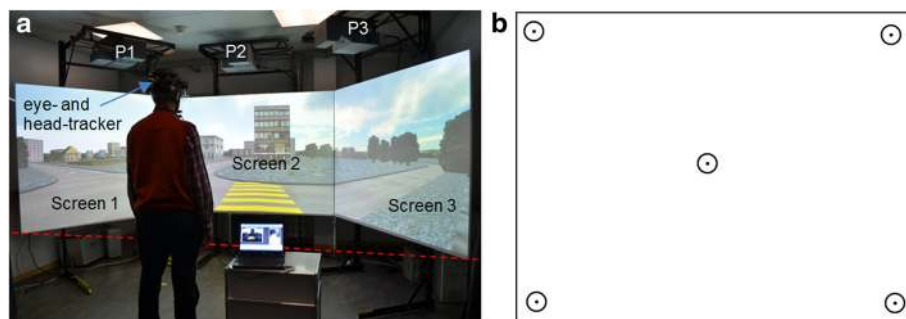 a
P1
P2
P3
eye- and
head-tracker
Screen 1
Screen 2
Screen 3
b